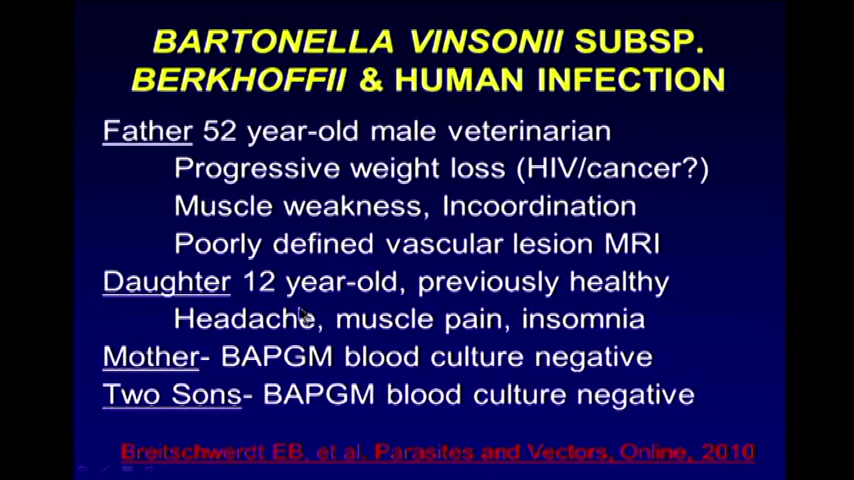 BARTONELLA VINSONII SUBSP.
BERKHOFFII & HUMAN INFECTION
Father 52 year-old male veterinarian
Progressive weight loss (HIV/cancer?)
Muscle weakness, Incoordination
Poorly defined vascular lesion MRI
Daughter 12 year-old, previously healthy
Headache, muscle pain, insomnia
Mother- BAPGM blood culture negative
Two Sons- BAPGM blood culture negative
Breitschwerdt EB, et al. Parasites and Vectors, Online, 2010